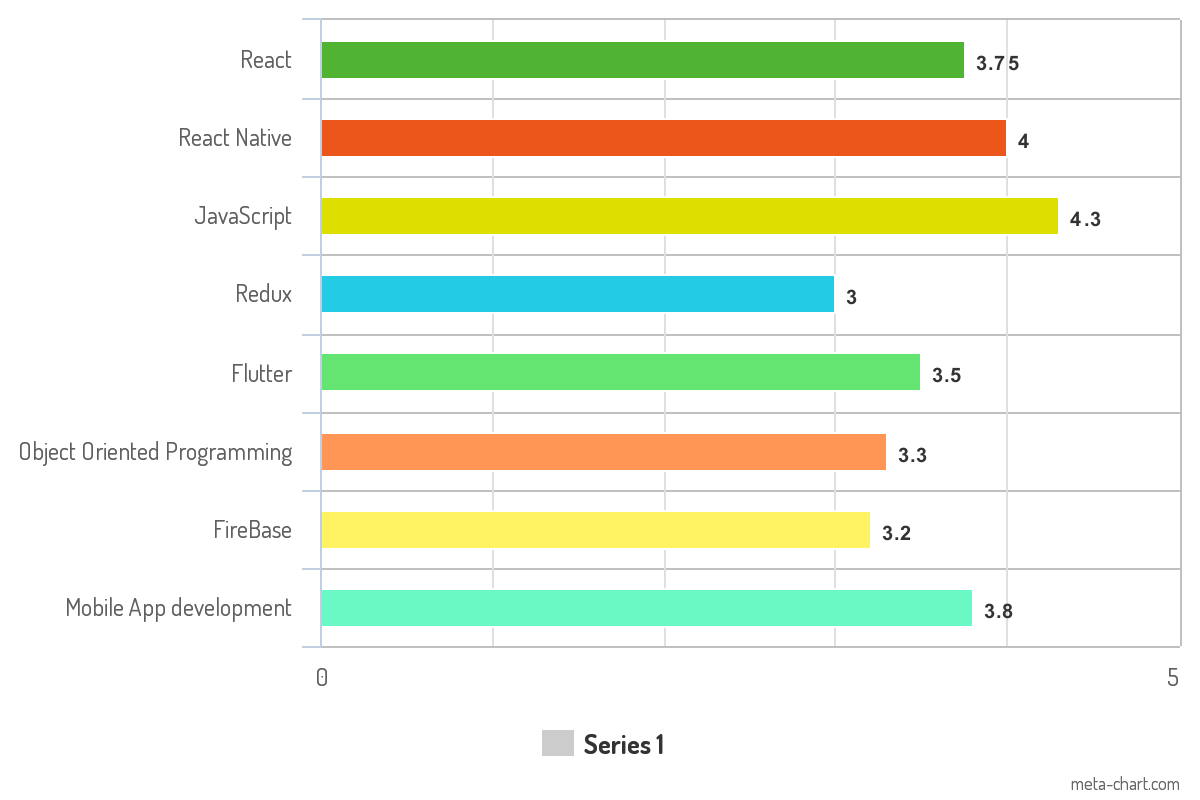 React 3.75
React Native 4
JavaScript 4.3
Redux 3
Flutter 3.5
Object Oriented Programming 3.3
FireBase 3.2
Mobile App development 3.8
0 5
Series 1
meta-chart.com